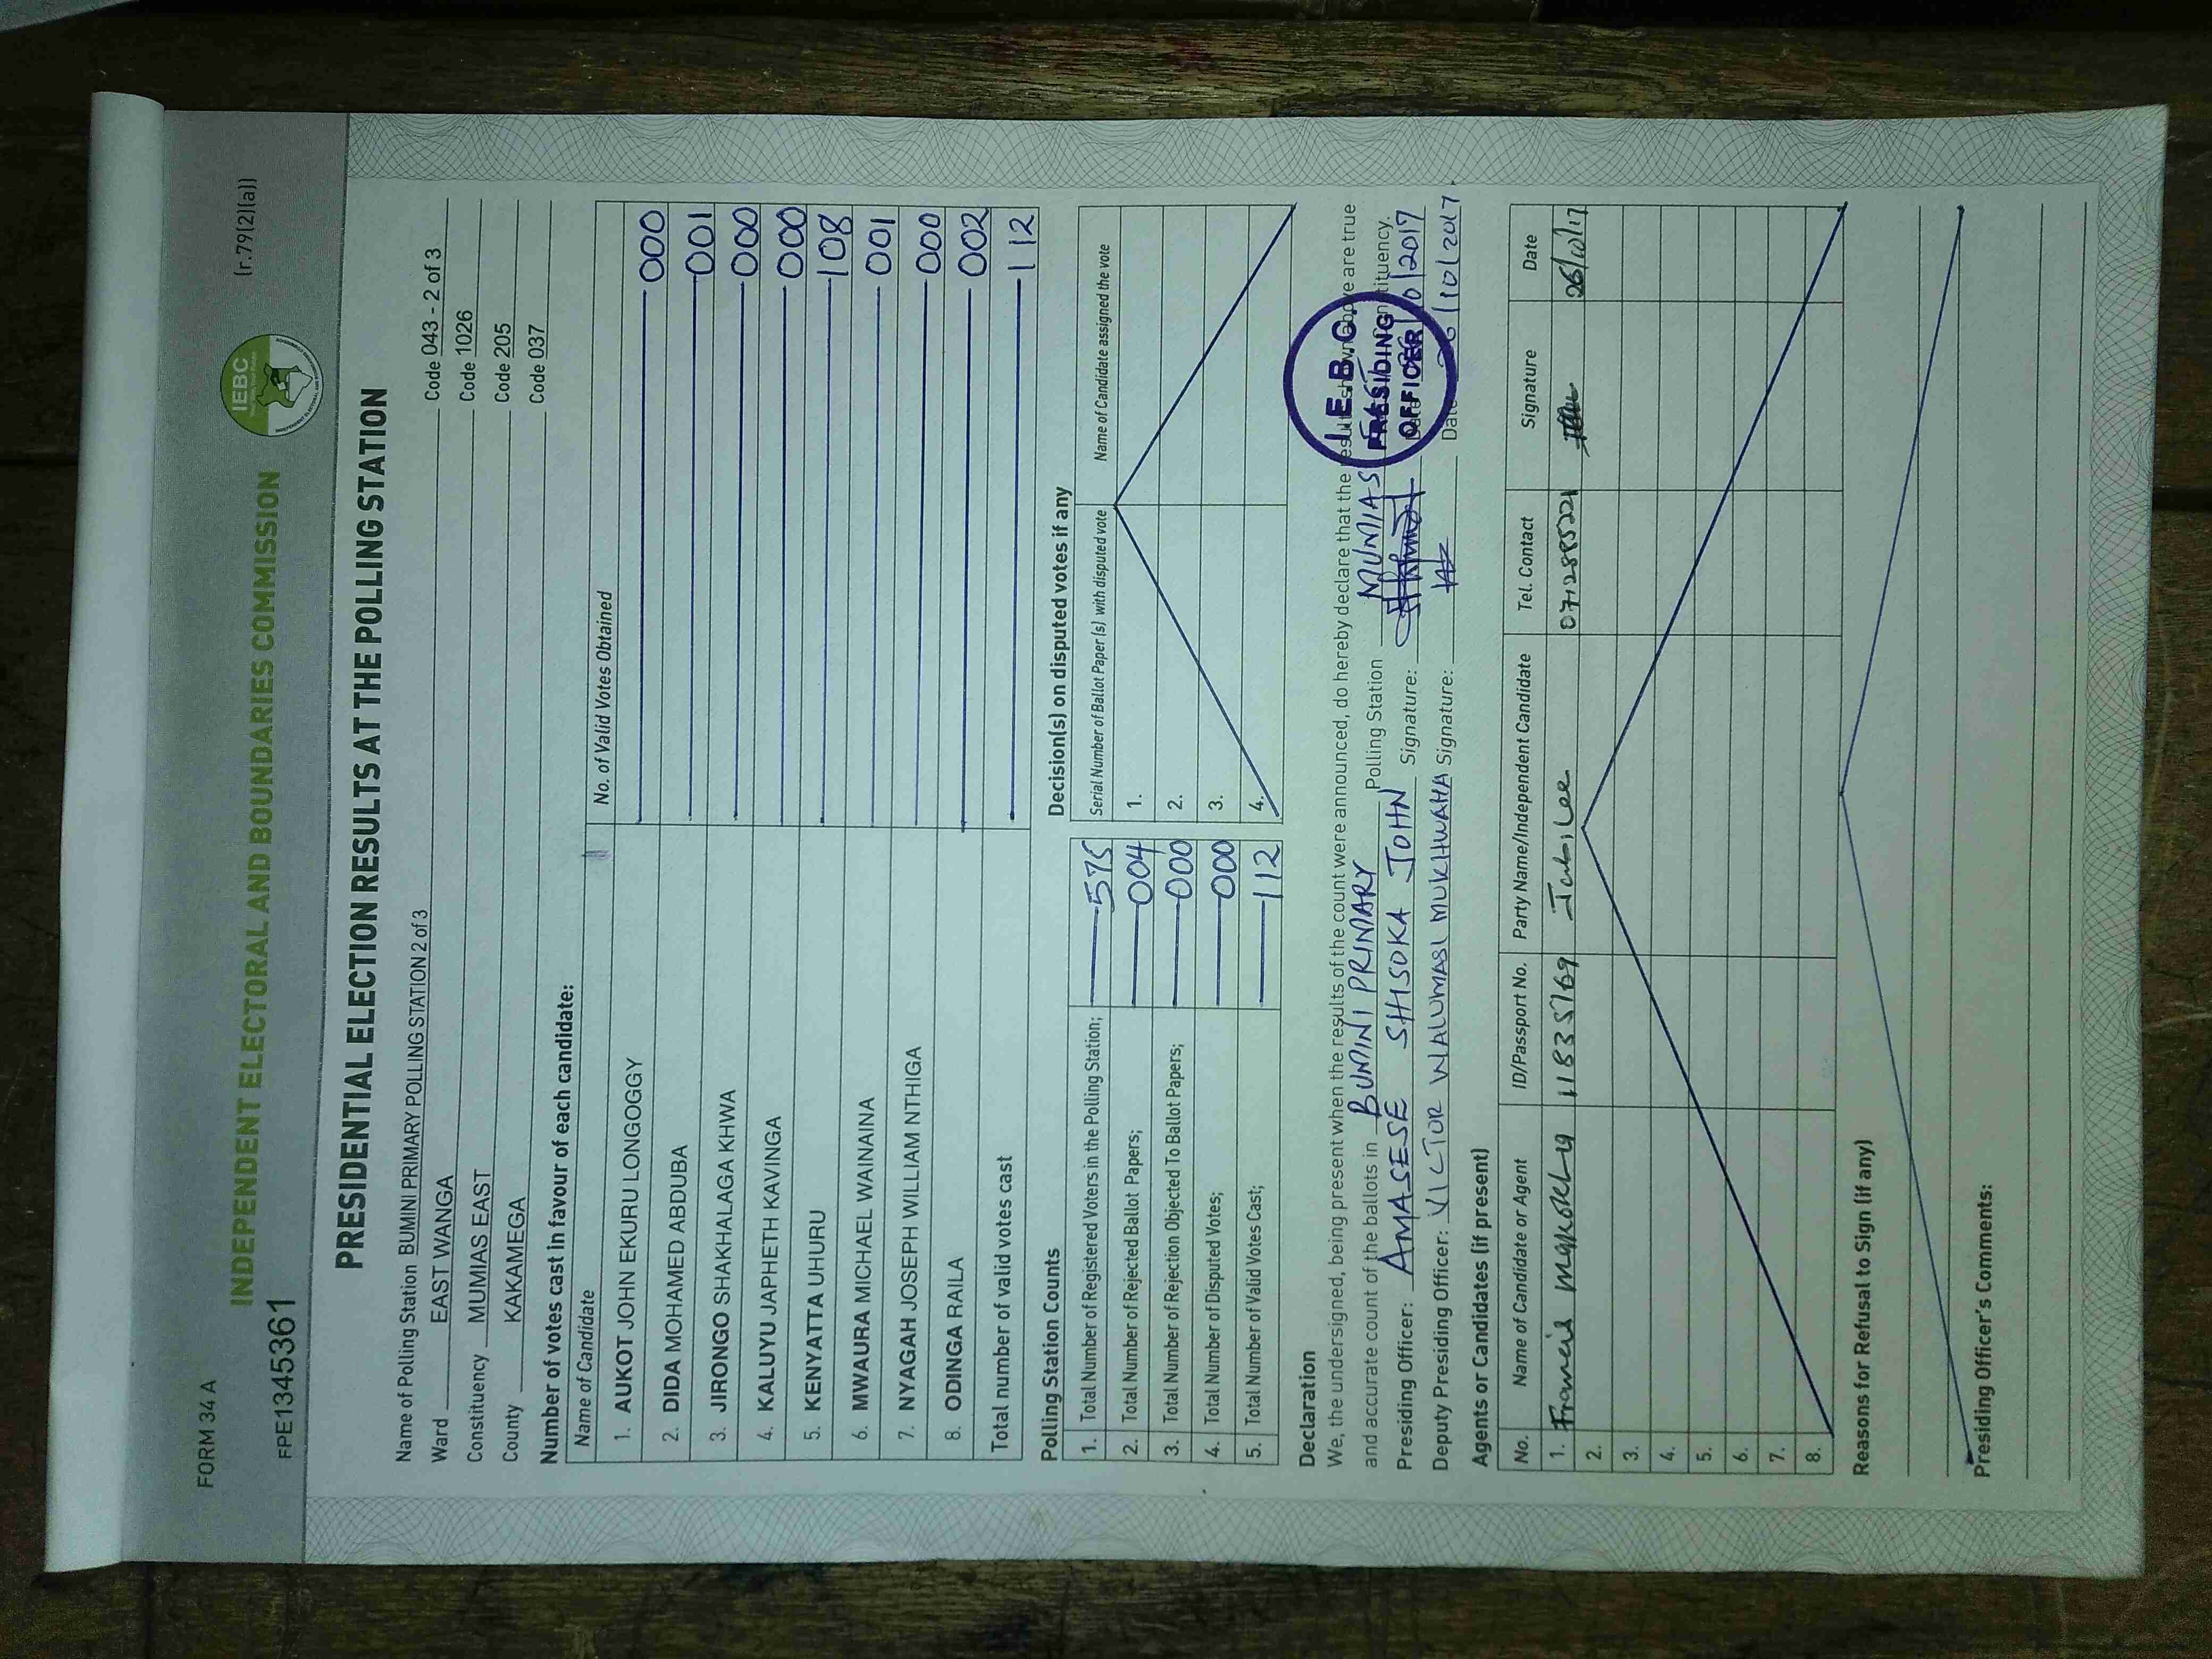 FORM 34 A
(r.79(2)(a))
IEBC
INDEPENDENT ELECTORAL AND BOUNDARIES COMMISSION
FPE1345361
PRESIDENTIAL ELECTION RESULTS AT THE POLLING STATION
Name of Polling Station BUMINI PRIMARY POLLING STATION 2 of 3 Code 043 - 2 of 3
Ward EAST WANGA Code 1026
Constituency MUMIAS EAST Code 205
County KAKAMEGA Code 037
Number of votes cast in favour of each candidate:
Name of Candidate No. of Valid Votes Obtained
1. AUKOT JOHN EKURU LONGOGGY 000
2. DIDA MOHAMED ABDUBA 001
3. JIRONGO SHAKHALAGA KHWA 000
4. KALUYU JAPHETH KAVINGA 000
5. KENYATTA UHURU 108
6. MWAURA MICHAEL WAINAINA 001
7. NYAGAH JOSEPH WILLIAM NTHIGA 000
8. ODINGA RAILA 002
Total number of valid votes cast 112
Polling Station Counts
1. Total Number of Registered Voters in the Polling Station; 575
2. Total Number of Rejected Ballot Papers; 004
3. Total Number of Rejection Objected To Ballot Papers; 000
4. Total Number of Disputed Votes; 000
5. Total Number of Valid Votes Cast; 112
Decision(s) on disputed votes if any
Serial Number of Ballot Paper (s) with disputed vote Name of Candidate assigned the vote
1.
2.
3.
4.
Declaration
We, the undersigned, being present when the results of the count were announced, do hereby declare that the results shown above are true
and accurate count of the ballots in BUMINI PRIMARY Polling Station MUMIAS EAST Constituency.
Presiding Officer: AMASESE SHISOKA JOHN Signature: /10/2017
Deputy Presiding Officer: VICTOR WALUMASI MUKHWAHA Signature: Date 26/10/2017
I.E.B.C.
PRESIDING
OFFICER
Agents or Candidates (if present)
No. Name of Candidate or Agent ID/Passport No. Party Name/Independent Candidate Tel. Contact Signature Date
1. Francis 11835769 Jubilee 0712885221 26/10/17
2.
3.
4.
5.
6.
7.
8.
Reasons for Refusal to Sign (if any)
Presiding Officer's Comments: